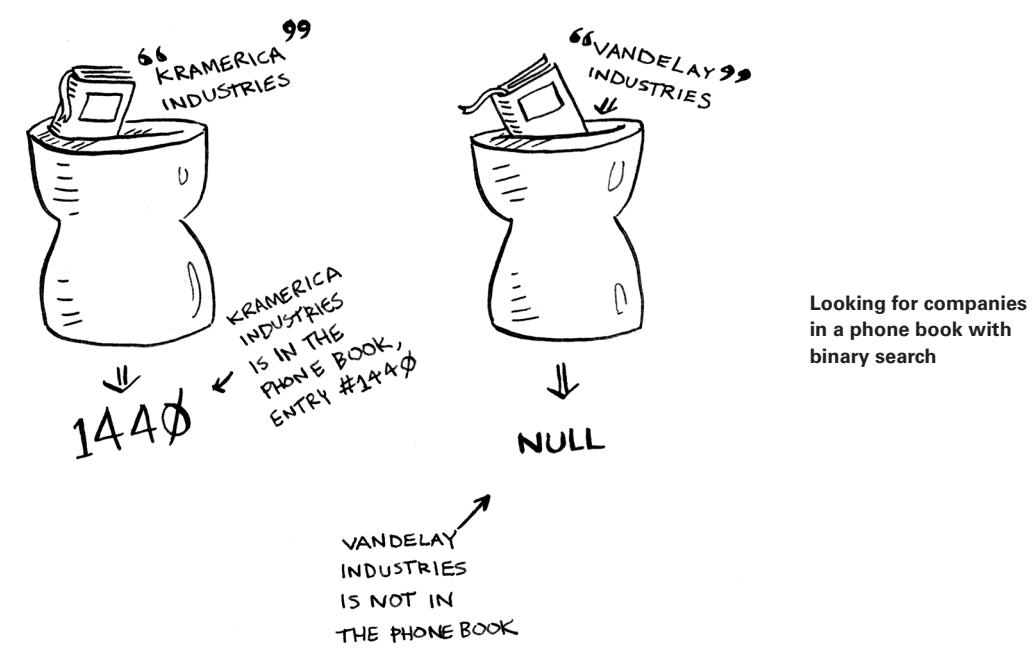 “KRAMERICA”
INDUSTRIES
“VANDELAY”
INDUSTRIES
KRAMERICA
INDUSTRIES
IS IN THE
PHONE BOOK,
ENTRY #1440
1440
NULL
VANDELAY
INDUSTRIES
IS NOT IN
THE PHONE BOOK
Looking for companies
in a phone book with
binary search